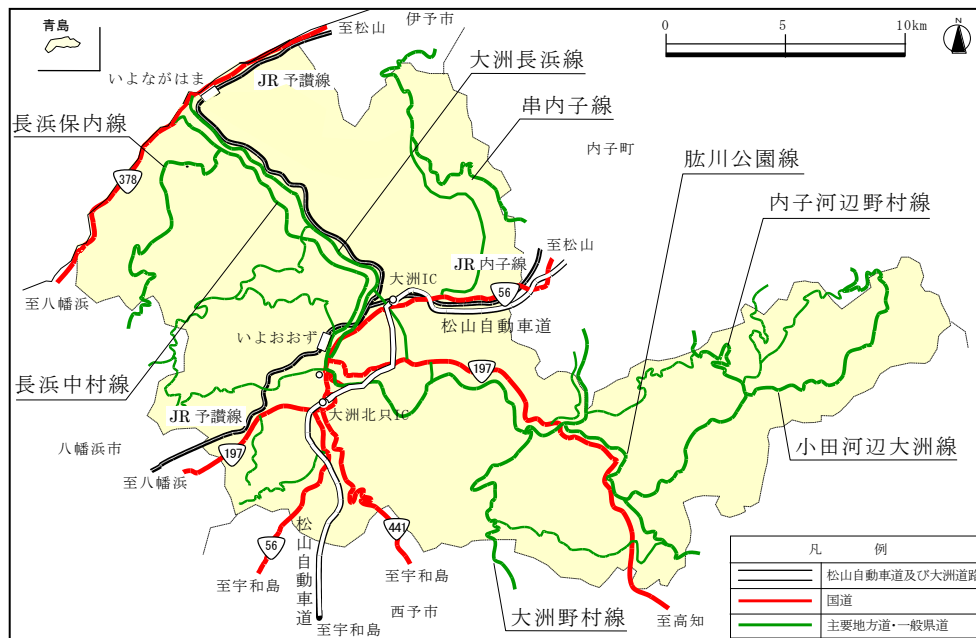 青島
至松山
伊予市
0 5 10km
N
いよながはま
JR予讃線
大洲長浜線
串内子線
長浜保内線
内子町
肱川公園線
378
内子河辺野村線
至松山
JR内子線
大洲IC
56
至八幡浜
松山自動車道
いよおおず
長浜中村線
197
JR予讃線
大洲北只IC
小田河辺大洲線
八幡浜市
197
至八幡浜
441
56
松山自動車道
至宇和島
至宇和島
西予市
大洲野村線
至高知
至宇和島
凡 例
松山自動車道及び大洲道路
国道
主要地方道・一般県道